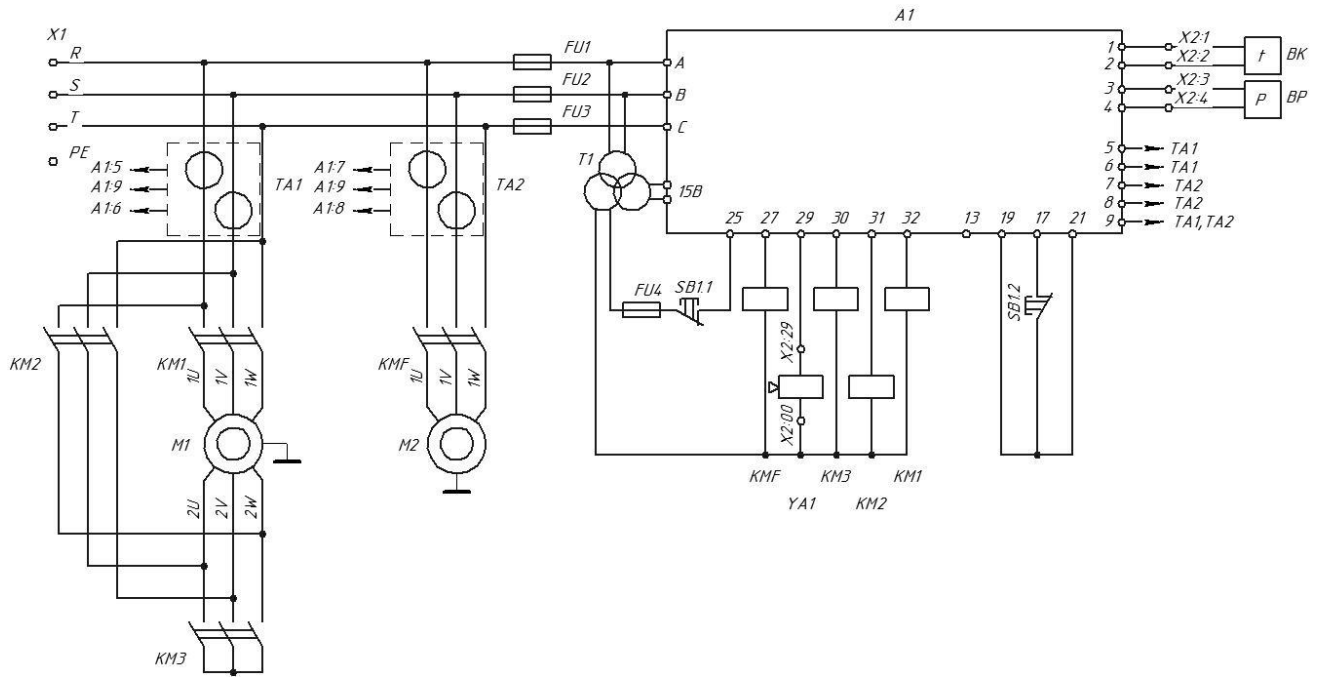 A1
X1
R
FU1
A
1
X2:1
t
BK
2
X2:2
S
FU2
B
3
X2:3
P
BP
4
X2:4
T
FU3
C
PE
A1:5
A1:9
A1:6
TA1
A1:7
A1:9
A1:8
TA2
T1
15B
5
TA1
6
TA1
7
TA2
8
TA2
9
TA1,TA2
25
27
29
30
31
32
13
19
17
21
FU4
SB1.1
SB1.2
X2:29
X2:00
KM2
KM1
1U
1V
1W
KMF
1U
1V
1W
M1
M2
2U
2V
2W
KMF
YA1
KM3
KM2
KM1
KM3